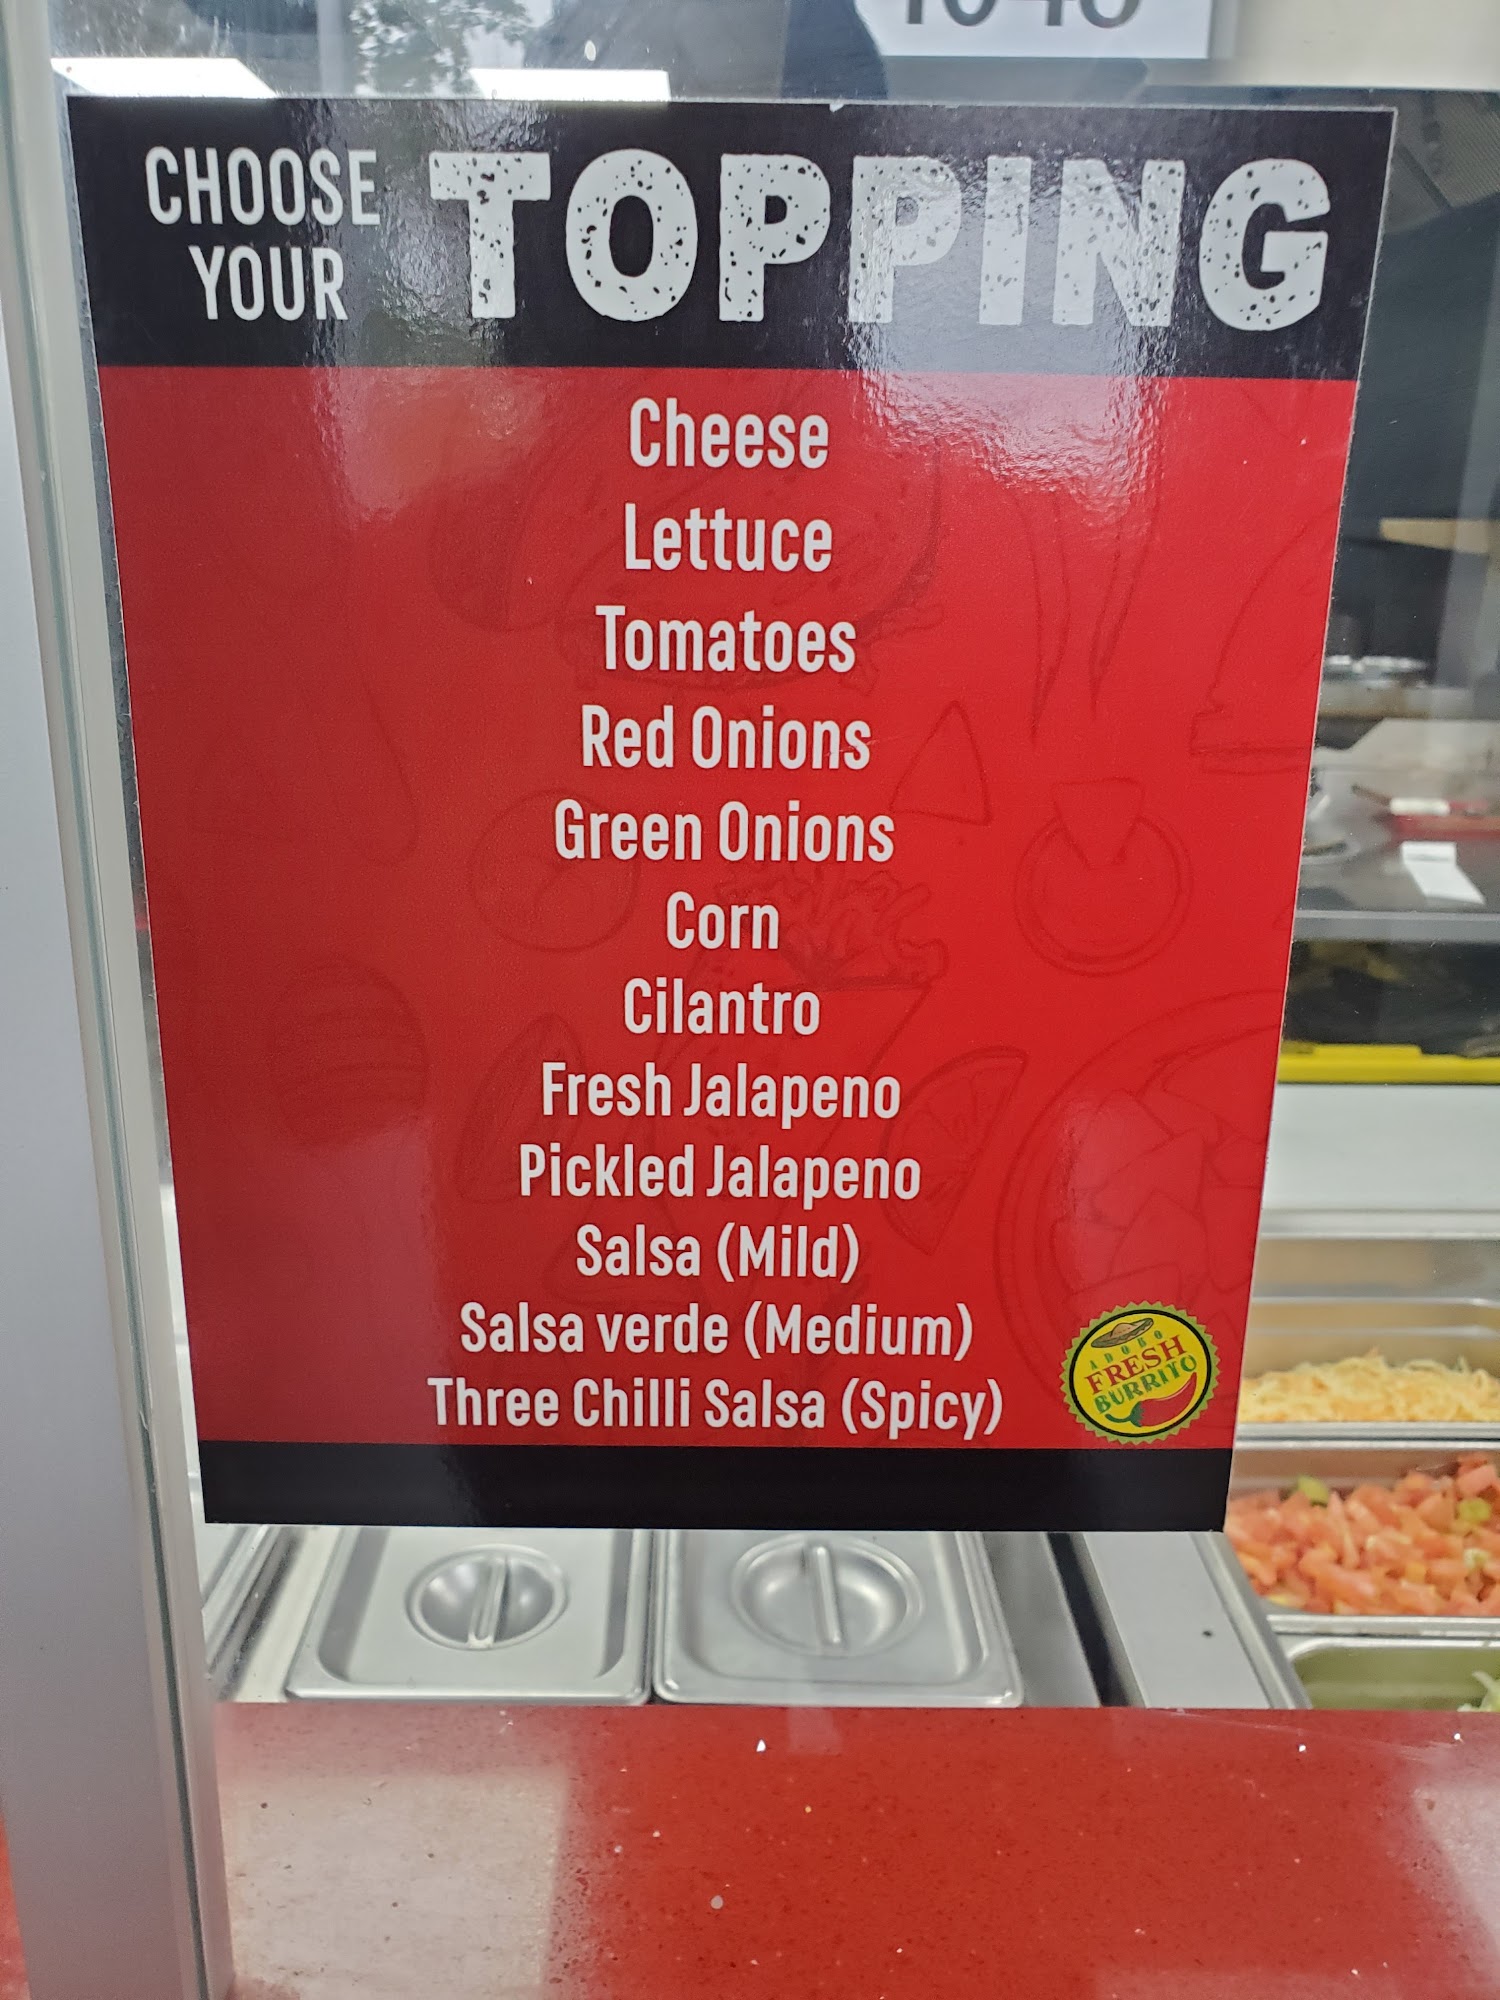 CHOOSE
YOUR
TOPPING
Cheese
Lettuce
Tomatoes
Red Onions
Green Onions
Corn
Cilantro
Fresh Jalapeno
Pickled Jalapeno
Salsa (Mild)
Salsa verde (Medium)
Three Chilli Salsa (Spicy)
ADOBO
FRESH
BURRITO